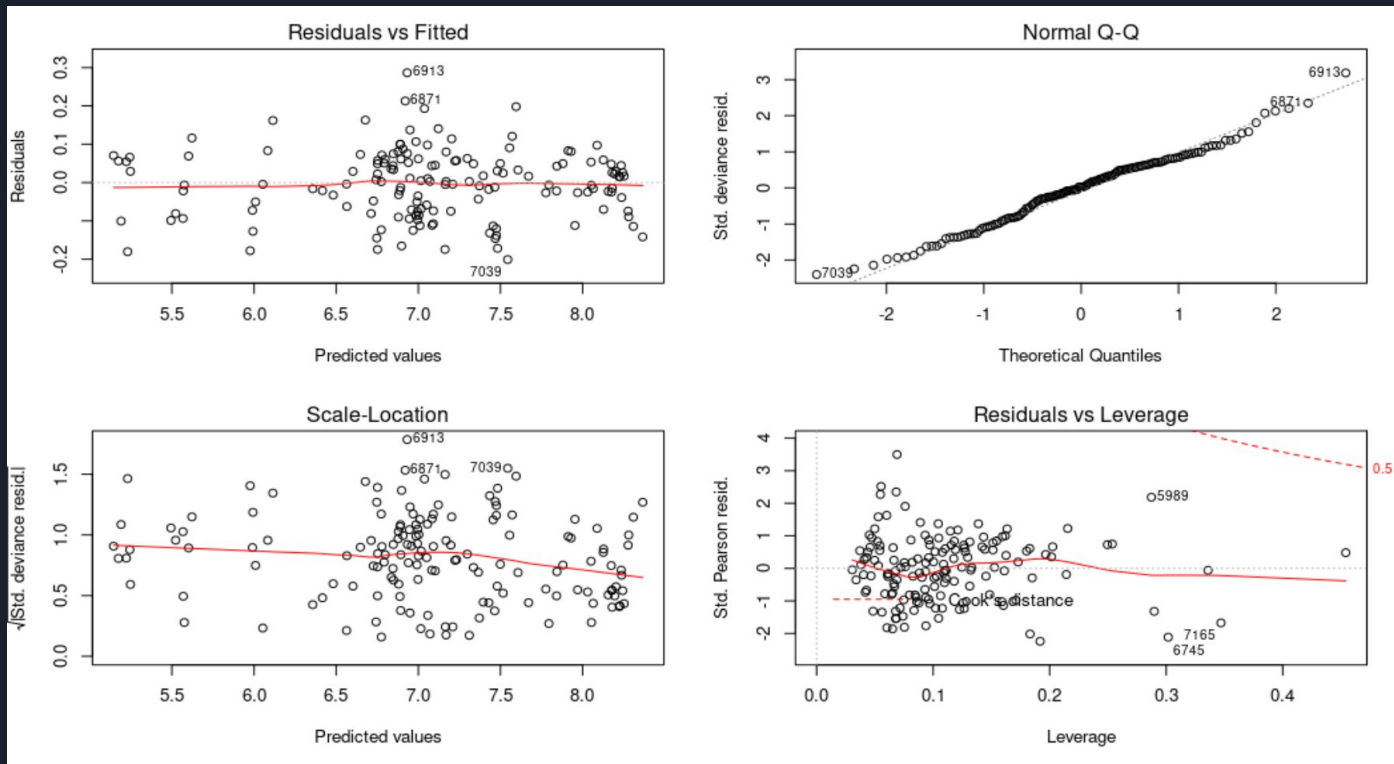 Residuals vs Fitted
Residuals
0.3
0.2
0.1
0.0
-0.2
6913
6871
7039
5.5 6.0 6.5 7.0 7.5 8.0
Predicted values
Normal Q-Q
Std. deviance resid.
3
2
1
0
-1
-2
6913
6871
7039
-2 -1 0 1 2
Theoretical Quantiles
Scale-Location
√|Std. deviance resid.|
1.5
1.0
0.5
0.0
6913
6871 7039
5.5 6.0 6.5 7.0 7.5 8.0
Predicted values
Residuals vs Leverage
Std. Pearson resid.
4
3
2
1
0
-1
-2
0.5
5989
Cook's distance
7165
6745
0.0 0.1 0.2 0.3 0.4
Leverage